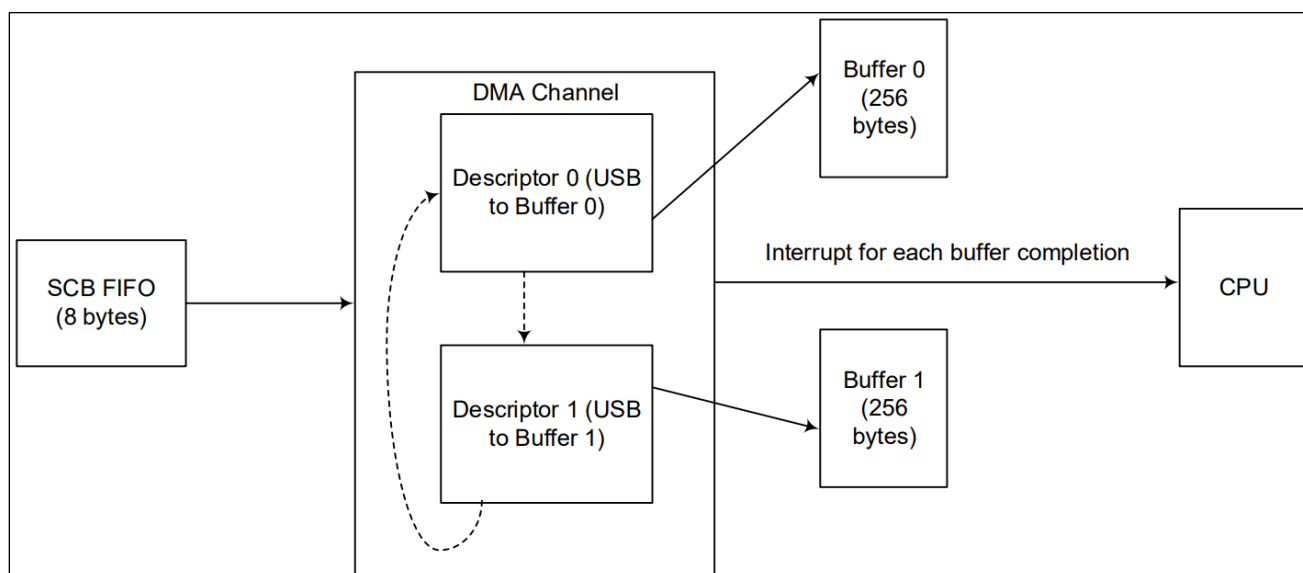 SCB FIFO
(8 bytes)
DMA Channel
Descriptor 0 (USB
to Buffer 0)
Descriptor 1 (USB
to Buffer 1)
Buffer 0
(256
bytes)
Interrupt for each buffer completion
Buffer 1
(256
bytes)
CPU